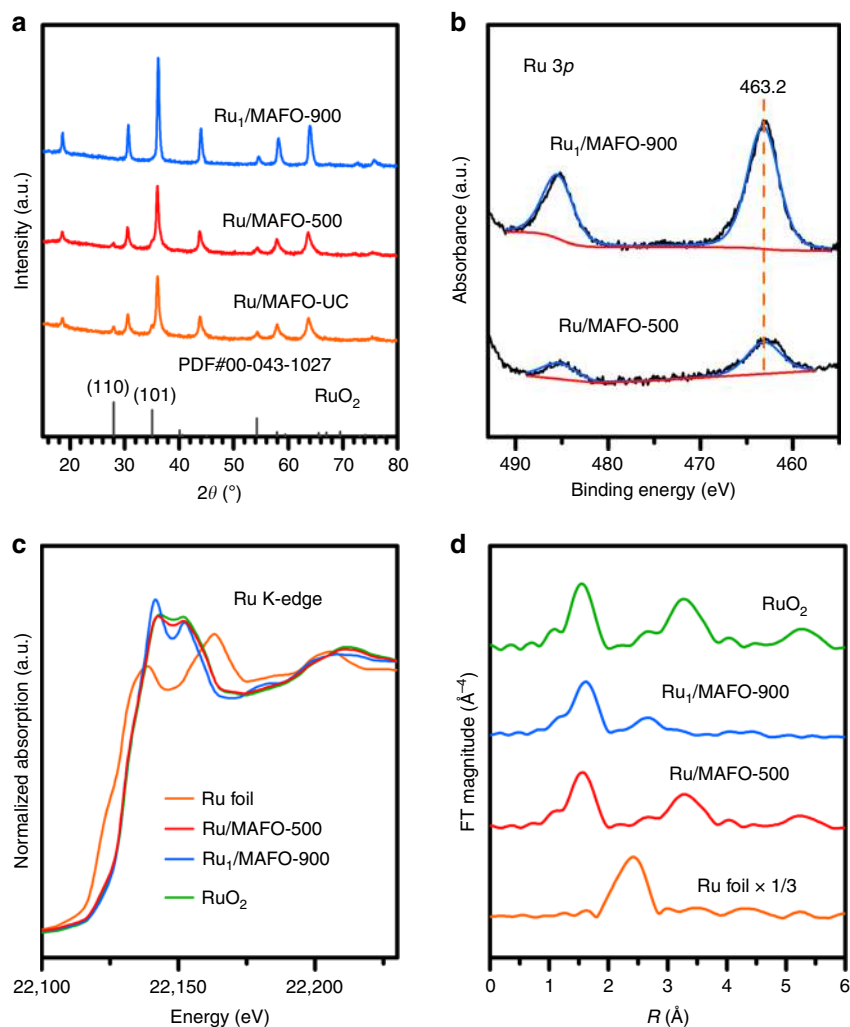 a
Ru₁/MAFO-900
Ru/MAFO-500
Ru/MAFO-UC
PDF#00-043-1027
(110)
(101)
RuO₂
Intensity (a.u.)
20 30 40 50 60 70 80
2θ (°)
b
Ru 3p
463.2
Ru₁/MAFO-900
Ru/MAFO-500
Absorbance (a.u.)
490 480 470 460
Binding energy (eV)
c
Ru K-edge
Ru foil
Ru/MAFO-500
Ru₁/MAFO-900
RuO₂
Normalized absorption (a.u.)
22,100 22,150 22,200
Energy (eV)
d
RuO₂
Ru₁/MAFO-900
Ru/MAFO-500
Ru foil × 1/3
FT magnitude (Å⁻⁴)
0 1 2 3 4 5 6
R (Å)